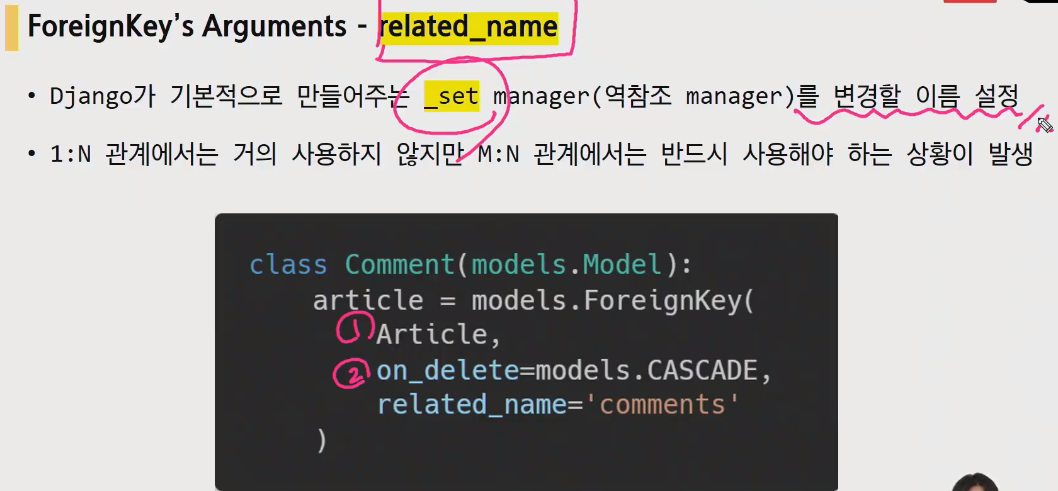 ForeignKey's Arguments - related_name
• Django가 기본적으로 만들어주는 _set manager(역참조 manager)를 변경할 이름 설정
• 1:N 관계에서는 거의 사용하지 않지만 M:N 관계에서는 반드시 사용해야 하는 상황이 발생
class Comment(models.Model):
    article = models.ForeignKey(
        ① Article,
        ② on_delete=models.CASCADE,
        related_name='comments'
    )